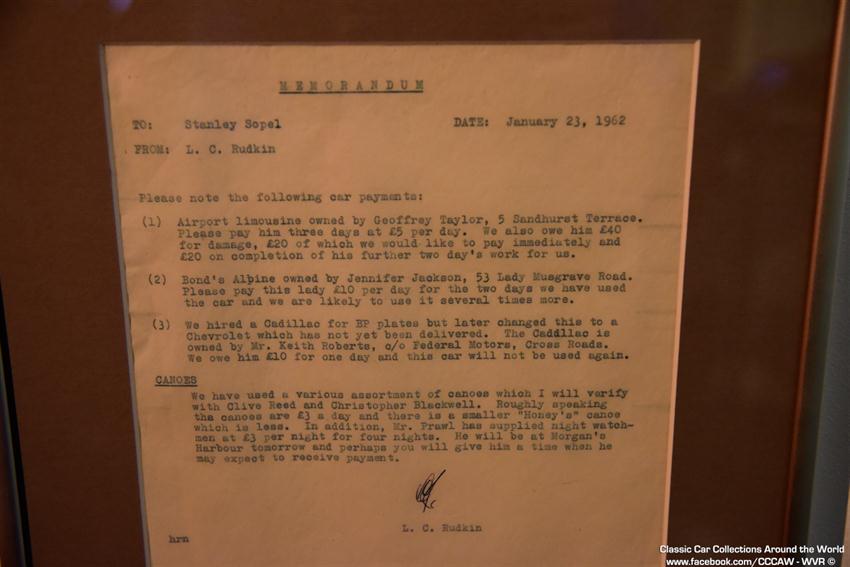 MEMORANDUM
TO: Stanley Sopel DATE: January 23, 1962
FROM: L. C. Rudkin
Please note the following car payments:
(1) Airport limousine owned by Geoffrey Taylor, 5 Sandhurst Terrace.
Please pay him three days at £5 per day. We also owe him £40
for damage, £20 of which we would like to pay immediately and
£20 on completion of his further two day's work for us.
(2) Bond's Alpine owned by Jennifer Jackson, 53 Lady Musgrave Road.
Please pay this lady £10 per day for the two days we have used
the car and we are likely to use it several times more.
(3) We hired a Cadillac for BP plates but later changed this to a
Chevrolet which has not yet been delivered. The Caddllac is
owned by Mr. Keith Roberts, c/o Federal Motors, Cross Roads.
We owe him £10 for one day and this car will not be used again.
CANOES
We have used a various assortment of canoes which I will verify
with Clive Reed and Christopher Blackwell. Roughly speaking
tha canoes are £3 a day and there is a smaller "Honey's" canoe
which is less. In addition, Mr. Prawl has supplied night watch-
men at £3 per night for four nights. He will be at Morgan's
Harbour tomorrow and perhaps you will give him a time when he
may expect to receive payment.
L. C. Rudkin
hrn
Classic Car Collections Around the World
www.facebook.com/CCCAW - WVR ©